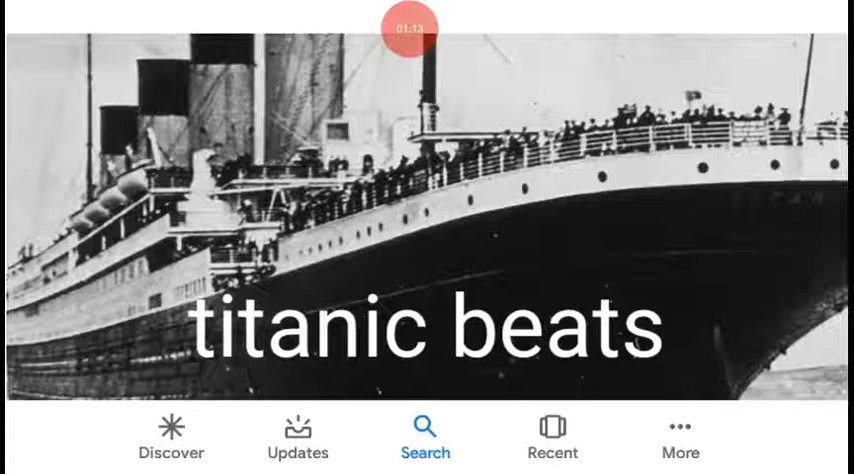 01:13
titanic beats
Discover
Updates
Search
Recent
More